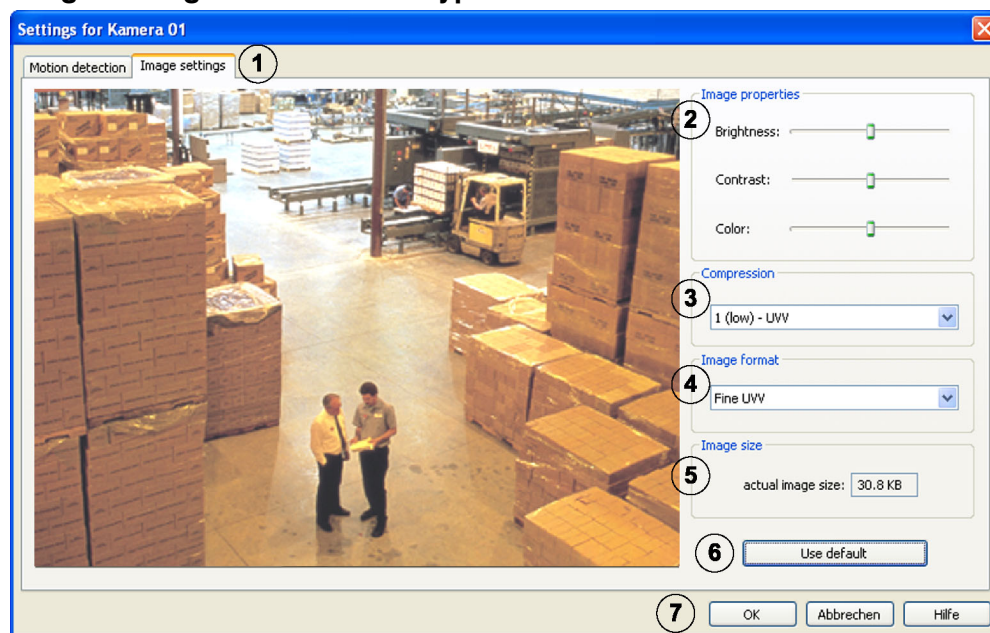 Settings for Kamera 01
Motion detection
Image settings
1
Image properties
2
Brightness:
Contrast:
Color:
Compression
3
1 (low) - UVV
Image format
4
Fine UVV
Image size
5
actual image size: 30.8 KB
6
Use default
7
OK
Abbrechen
Hilfe